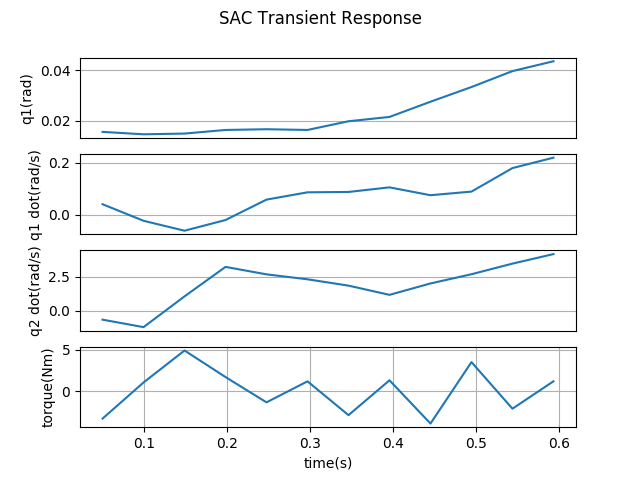 SAC Transient Response
q1(rad)
0.04
0.02
q1 dot(rad/s)
0.2
0.0
q2 dot(rad/s)
2.5
0.0
torque(Nm)
5
0
0.1 0.2 0.3 0.4 0.5 0.6
time(s)